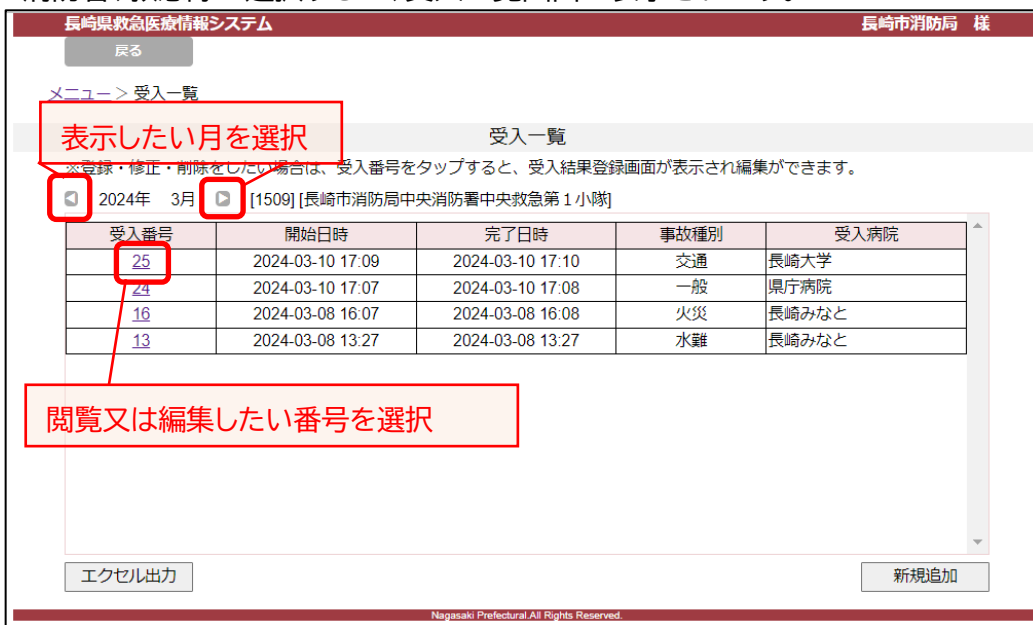 長崎県救急医療情報システム 長崎市消防局 様
戻る
メニュー > 受入一覧
表示したい月を選択
受入一覧
※登録・修正・削除をしたい場合は、受入番号をタップすると、受入結果登録画面が表示され編集ができます。
2024年 3月 [1509] [長崎市消防局中央消防署中央救急第１小隊]
受入番号 開始日時 完了日時 事故種別 受入病院
25 2024-03-10 17:09 2024-03-10 17:10 交通 長崎大学
24 2024-03-10 17:07 2024-03-10 17:08 一般 県庁病院
16 2024-03-08 16:07 2024-03-08 16:08 火災 長崎みなと
13 2024-03-08 13:27 2024-03-08 13:27 水難 長崎みなと
閲覧又は編集したい番号を選択
エクセル出力 新規追加
Nagasaki Prefectural.All Rights Reserved.